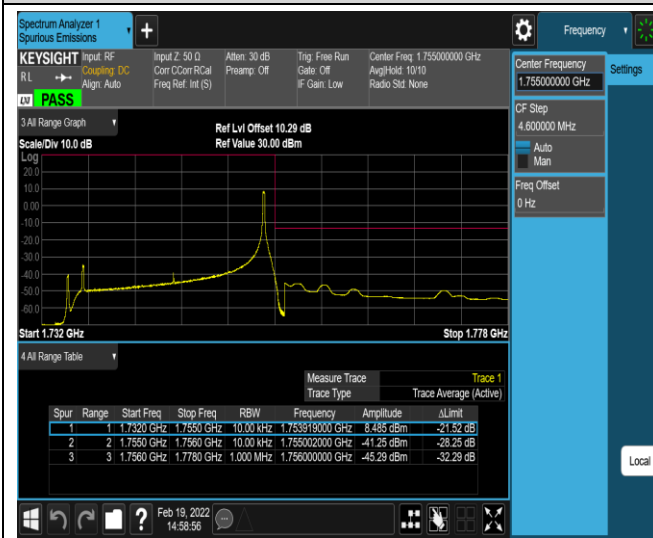 Spectrum Analyzer 1
Spurious Emissions
Frequency
KEYSIGHT
RL
Input: RF
Coupling: DC
Align: Auto
Input Z: 50 Ω
Corr CCorr RCal
Freq Ref: Int (S)
Atten: 30 dB
Preamp: Off
Trig: Free Run
Gate: Off
IF Gain: Low
Center Freq: 1.755000000 GHz
Avg|Hold: 10/10
Radio Std: None
LXI PASS
Center Frequency
1.755000000 GHz
Settings
CF Step
4.600000 MHz
Auto
Man
Freq Offset
0 Hz
3 All Range Graph
Scale/Div 10.0 dB
Ref Lvl Offset 10.29 dB
Ref Value 30.00 dBm
Log
20.0
10.0
0.00
-10.0
-20.0
-30.0
-40.0
-50.0
-60.0
Start 1.732 GHz Stop 1.778 GHz
4 All Range Table
Measure Trace Trace 1
Trace Type Trace Average (Active)
Spur Range Start Freq Stop Freq RBW Frequency Amplitude ΔLimit
1 1 1.7320 GHz 1.7550 GHz 10.00 kHz 1.753919000 GHz 8.485 dBm -21.52 dB
2 2 1.7550 GHz 1.7560 GHz 10.00 kHz 1.755002000 GHz -41.25 dBm -28.25 dB
3 3 1.7560 GHz 1.7780 GHz 1.000 MHz 1.756000000 GHz -45.29 dBm -32.29 dB
Local
Feb 19, 2022
14:58:56